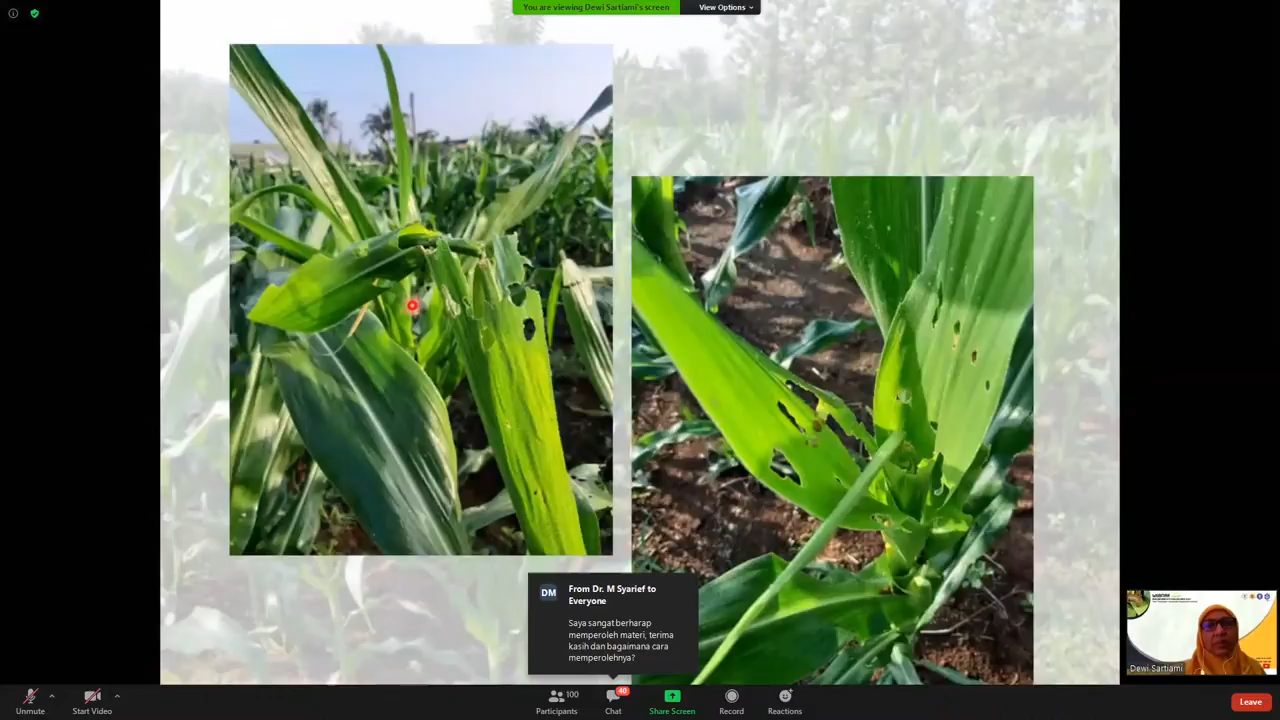 You are viewing Dewi Sartiami's screen
View Options
From Dr. M Syarief to
Everyone
DM
Saya sangat berharap
memperoleh materi, terima
kasih dan bagaimana cara
memperolehnya?
Dewi Sartiami
Unmute
Start Video
100
Participants
40
Chat
Share Screen
Record
Reactions
Leave